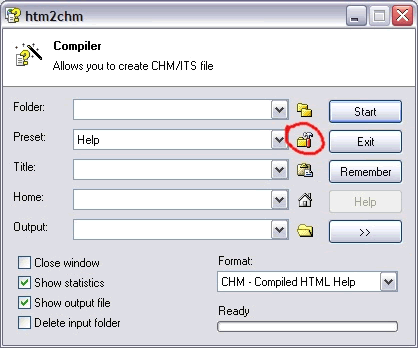 htm2chm
Compiler
Allows you to create CHM/ITS file
Folder:
Start
Preset:
Help
Exit
Title:
Remember
Home:
Help
Output:
>>
Close window
Show statistics
Show output file
Delete input folder
Format:
CHM - Compiled HTML Help
Ready